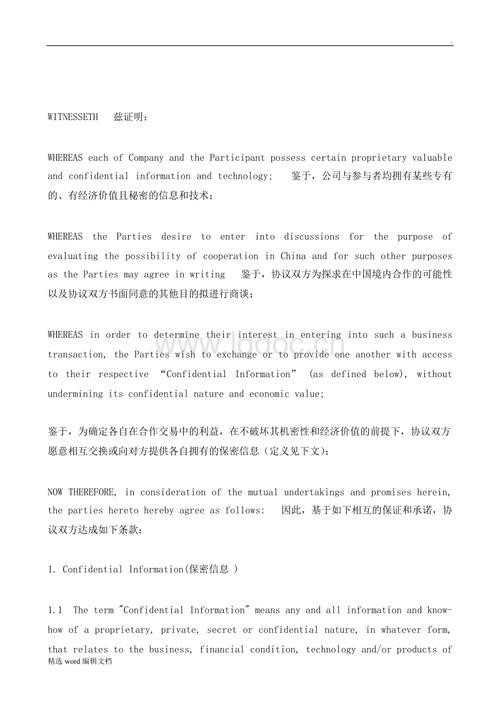 WITNESSETH 兹证明：
WHEREAS each of Company and the Participant possess certain proprietary valuable
and confidential information and technology; 鉴于，公司与参与者均拥有某些专有
的、有经济价值且秘密的信息和技术；
WHEREAS the Parties desire to enter into discussions for the purpose of
evaluating the possibility of cooperation in China and for such other purposes
as the Parties may agree in writing 鉴于，协议双方为探求在中国境内合作的可能性
以及协议双方书面同意的其他目的拟进行商谈；
WHEREAS in order to determine their interest in entering into such a business
www.lqdoc.cn
transaction, the Parties wish to exchange or to provide one another with access
to their respective “Confidential Information” (as defined below), without
undermining its confidential nature and economic value;
鉴于，为确定各自在合作交易中的利益，在不破坏其机密性和经济价值的前提下，协议双方
愿意相互交换或向对方提供各自拥有的保密信息（定义见下文）；
NOW THEREFORE, in consideration of the mutual undertakings and promises herein,
the parties hereto hereby agree as follows: 因此，基于如下相互的保证和承诺，协
议双方达成如下条款：
1. Confidential Information(保密信息 )
1.1 The term "Confidential Information" means any and all information and know-
how of a proprietary, private, secret or confidential nature, in whatever form,
that relates to the business, financial condition, technology and/or products of
精选word编辑文档